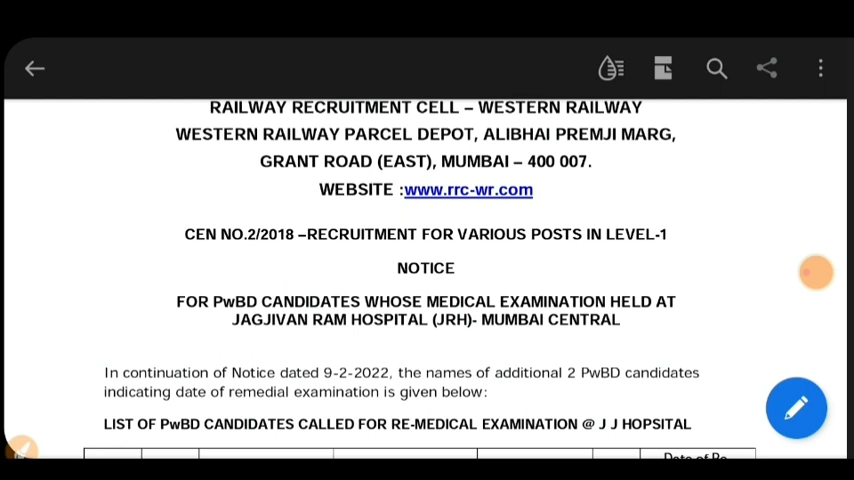 RAILWAY RECRUITMENT CELL – WESTERN RAILWAY
WESTERN RAILWAY PARCEL DEPOT, ALIBHAI PREMJI MARG,
GRANT ROAD (EAST), MUMBAI – 400 007.
WEBSITE :www.rrc-wr.com
CEN NO.2/2018 –RECRUITMENT FOR VARIOUS POSTS IN LEVEL-1
NOTICE
FOR PwBD CANDIDATES WHOSE MEDICAL EXAMINATION HELD AT
JAGJIVAN RAM HOSPITAL (JRH)- MUMBAI CENTRAL
In continuation of Notice dated 9-2-2022, the names of additional 2 PwBD candidates
indicating date of remedial examination is given below:
LIST OF PwBD CANDIDATES CALLED FOR RE-MEDICAL EXAMINATION @ J J HOPSITAL
Date of Re